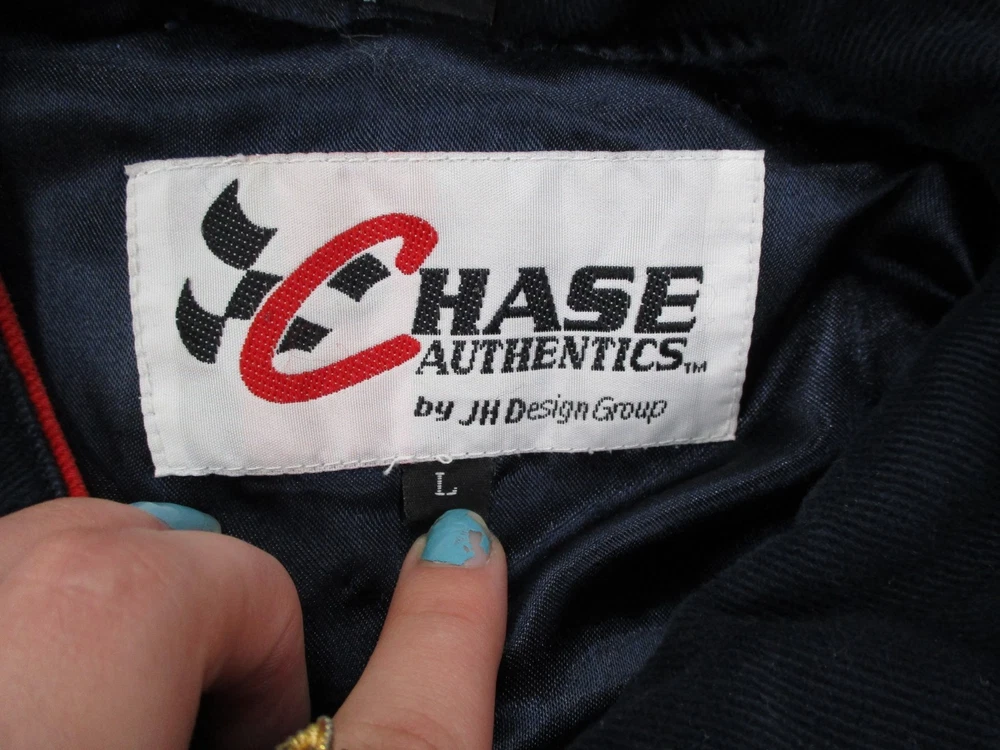 CHASE
AUTHENTICS™
by JH Design Group
L